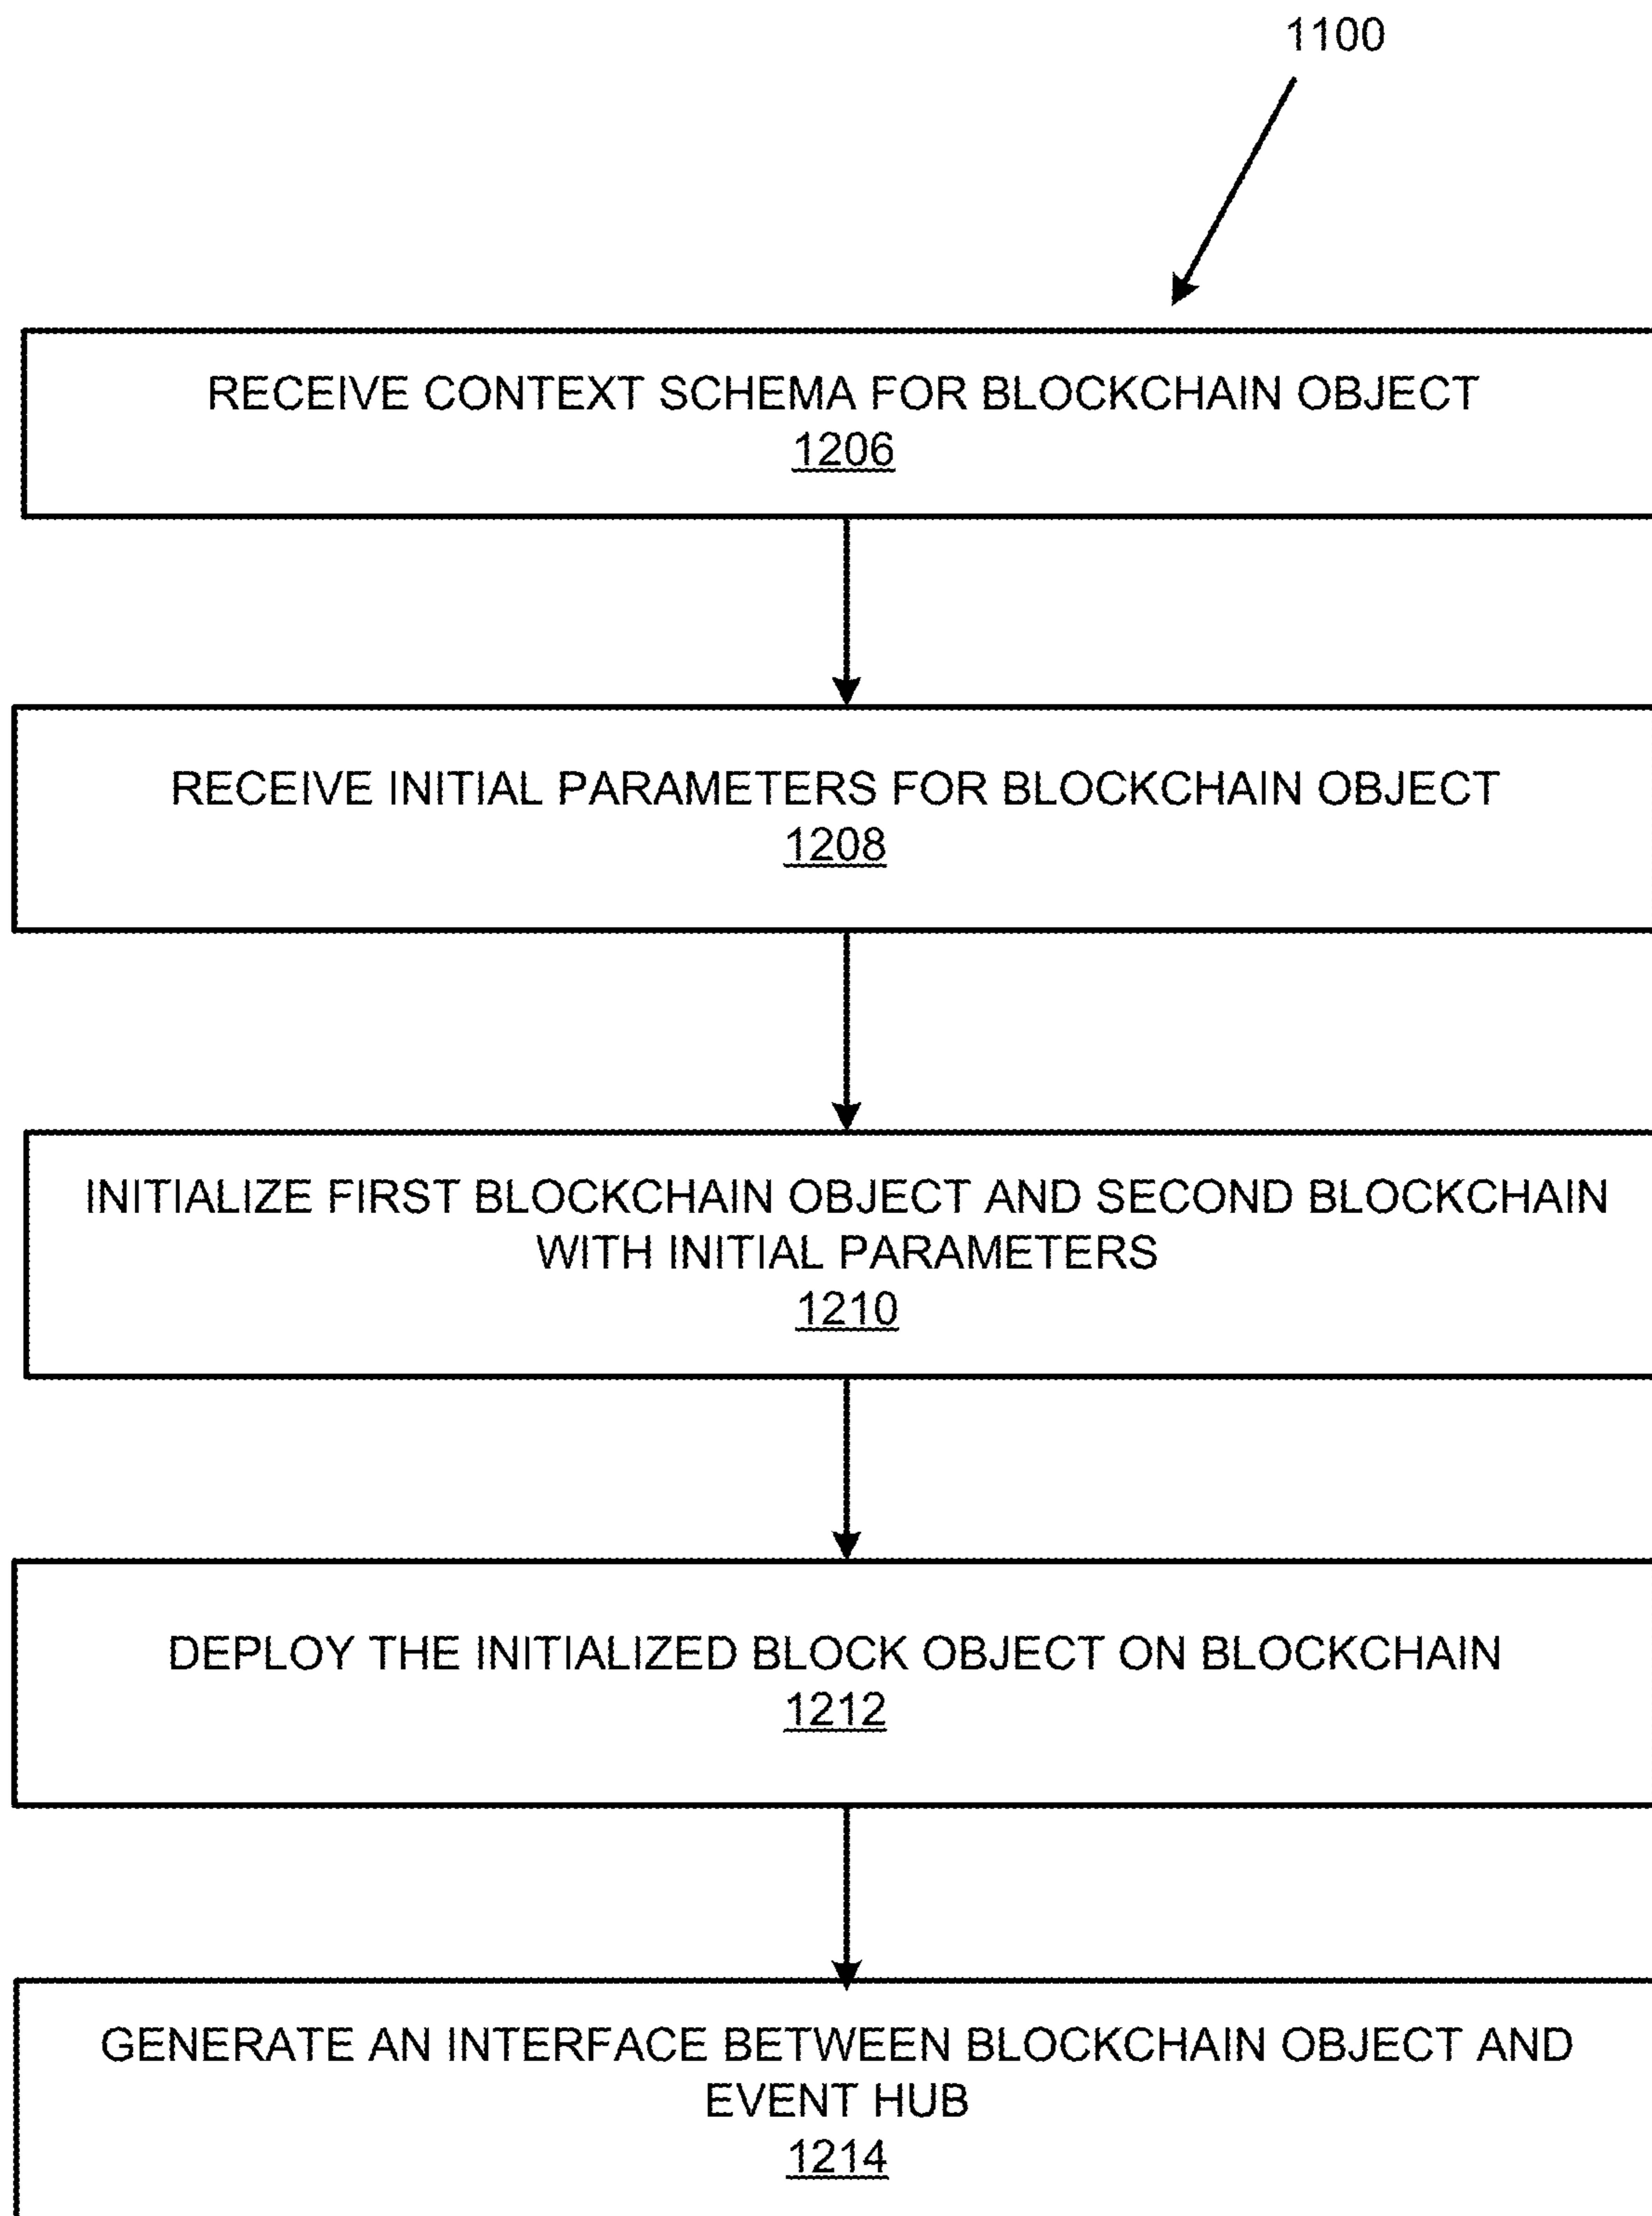 1100
RECEIVE CONTEXT SCHEMA FOR BLOCKCHAIN OBJECT
1206
RECEIVE INITIAL PARAMETERS FOR BLOCKCHAIN OBJECT
1208
INITIALIZE FIRST BLOCKCHAIN OBJECT AND SECOND BLOCKCHAIN
WITH INITIAL PARAMETERS
1210
DEPLOY THE INITIALIZED BLOCK OBJECT ON BLOCKCHAIN
1212
GENERATE AN INTERFACE BETWEEN BLOCKCHAIN OBJECT AND
EVENT HUB
1214